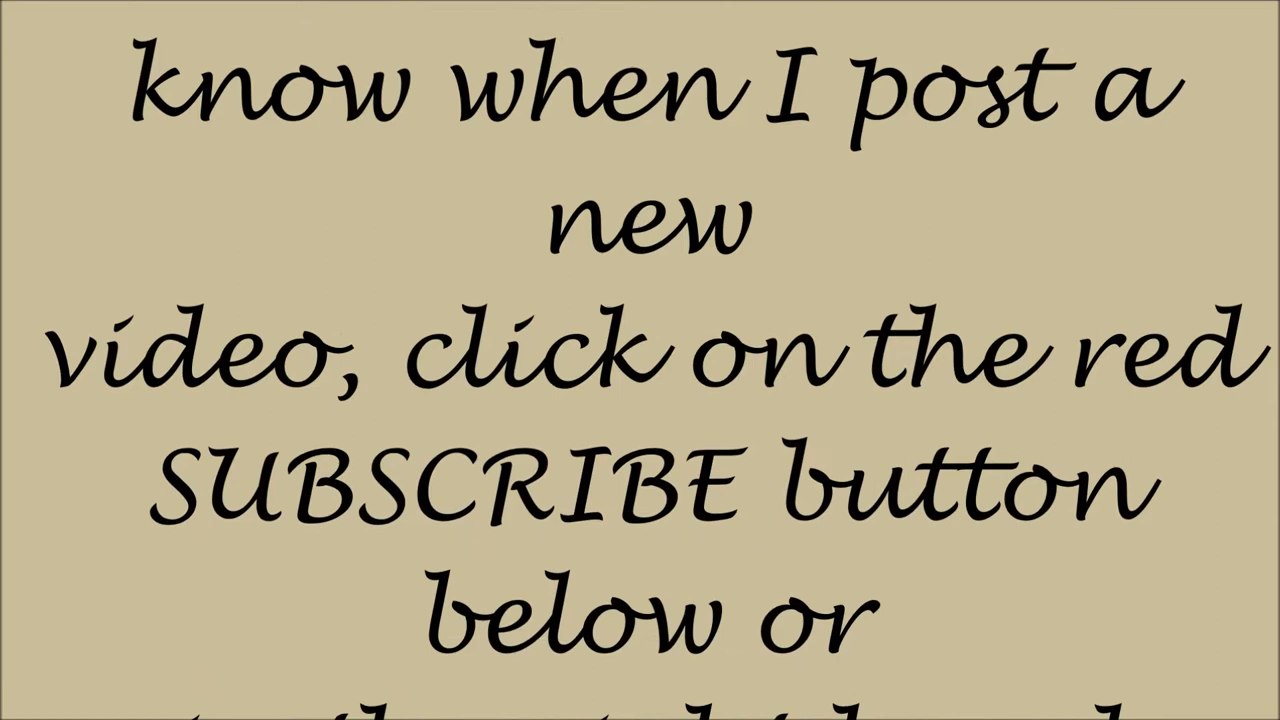 know when I post a
new
video, click on the red
SUBSCRIBE button
below or